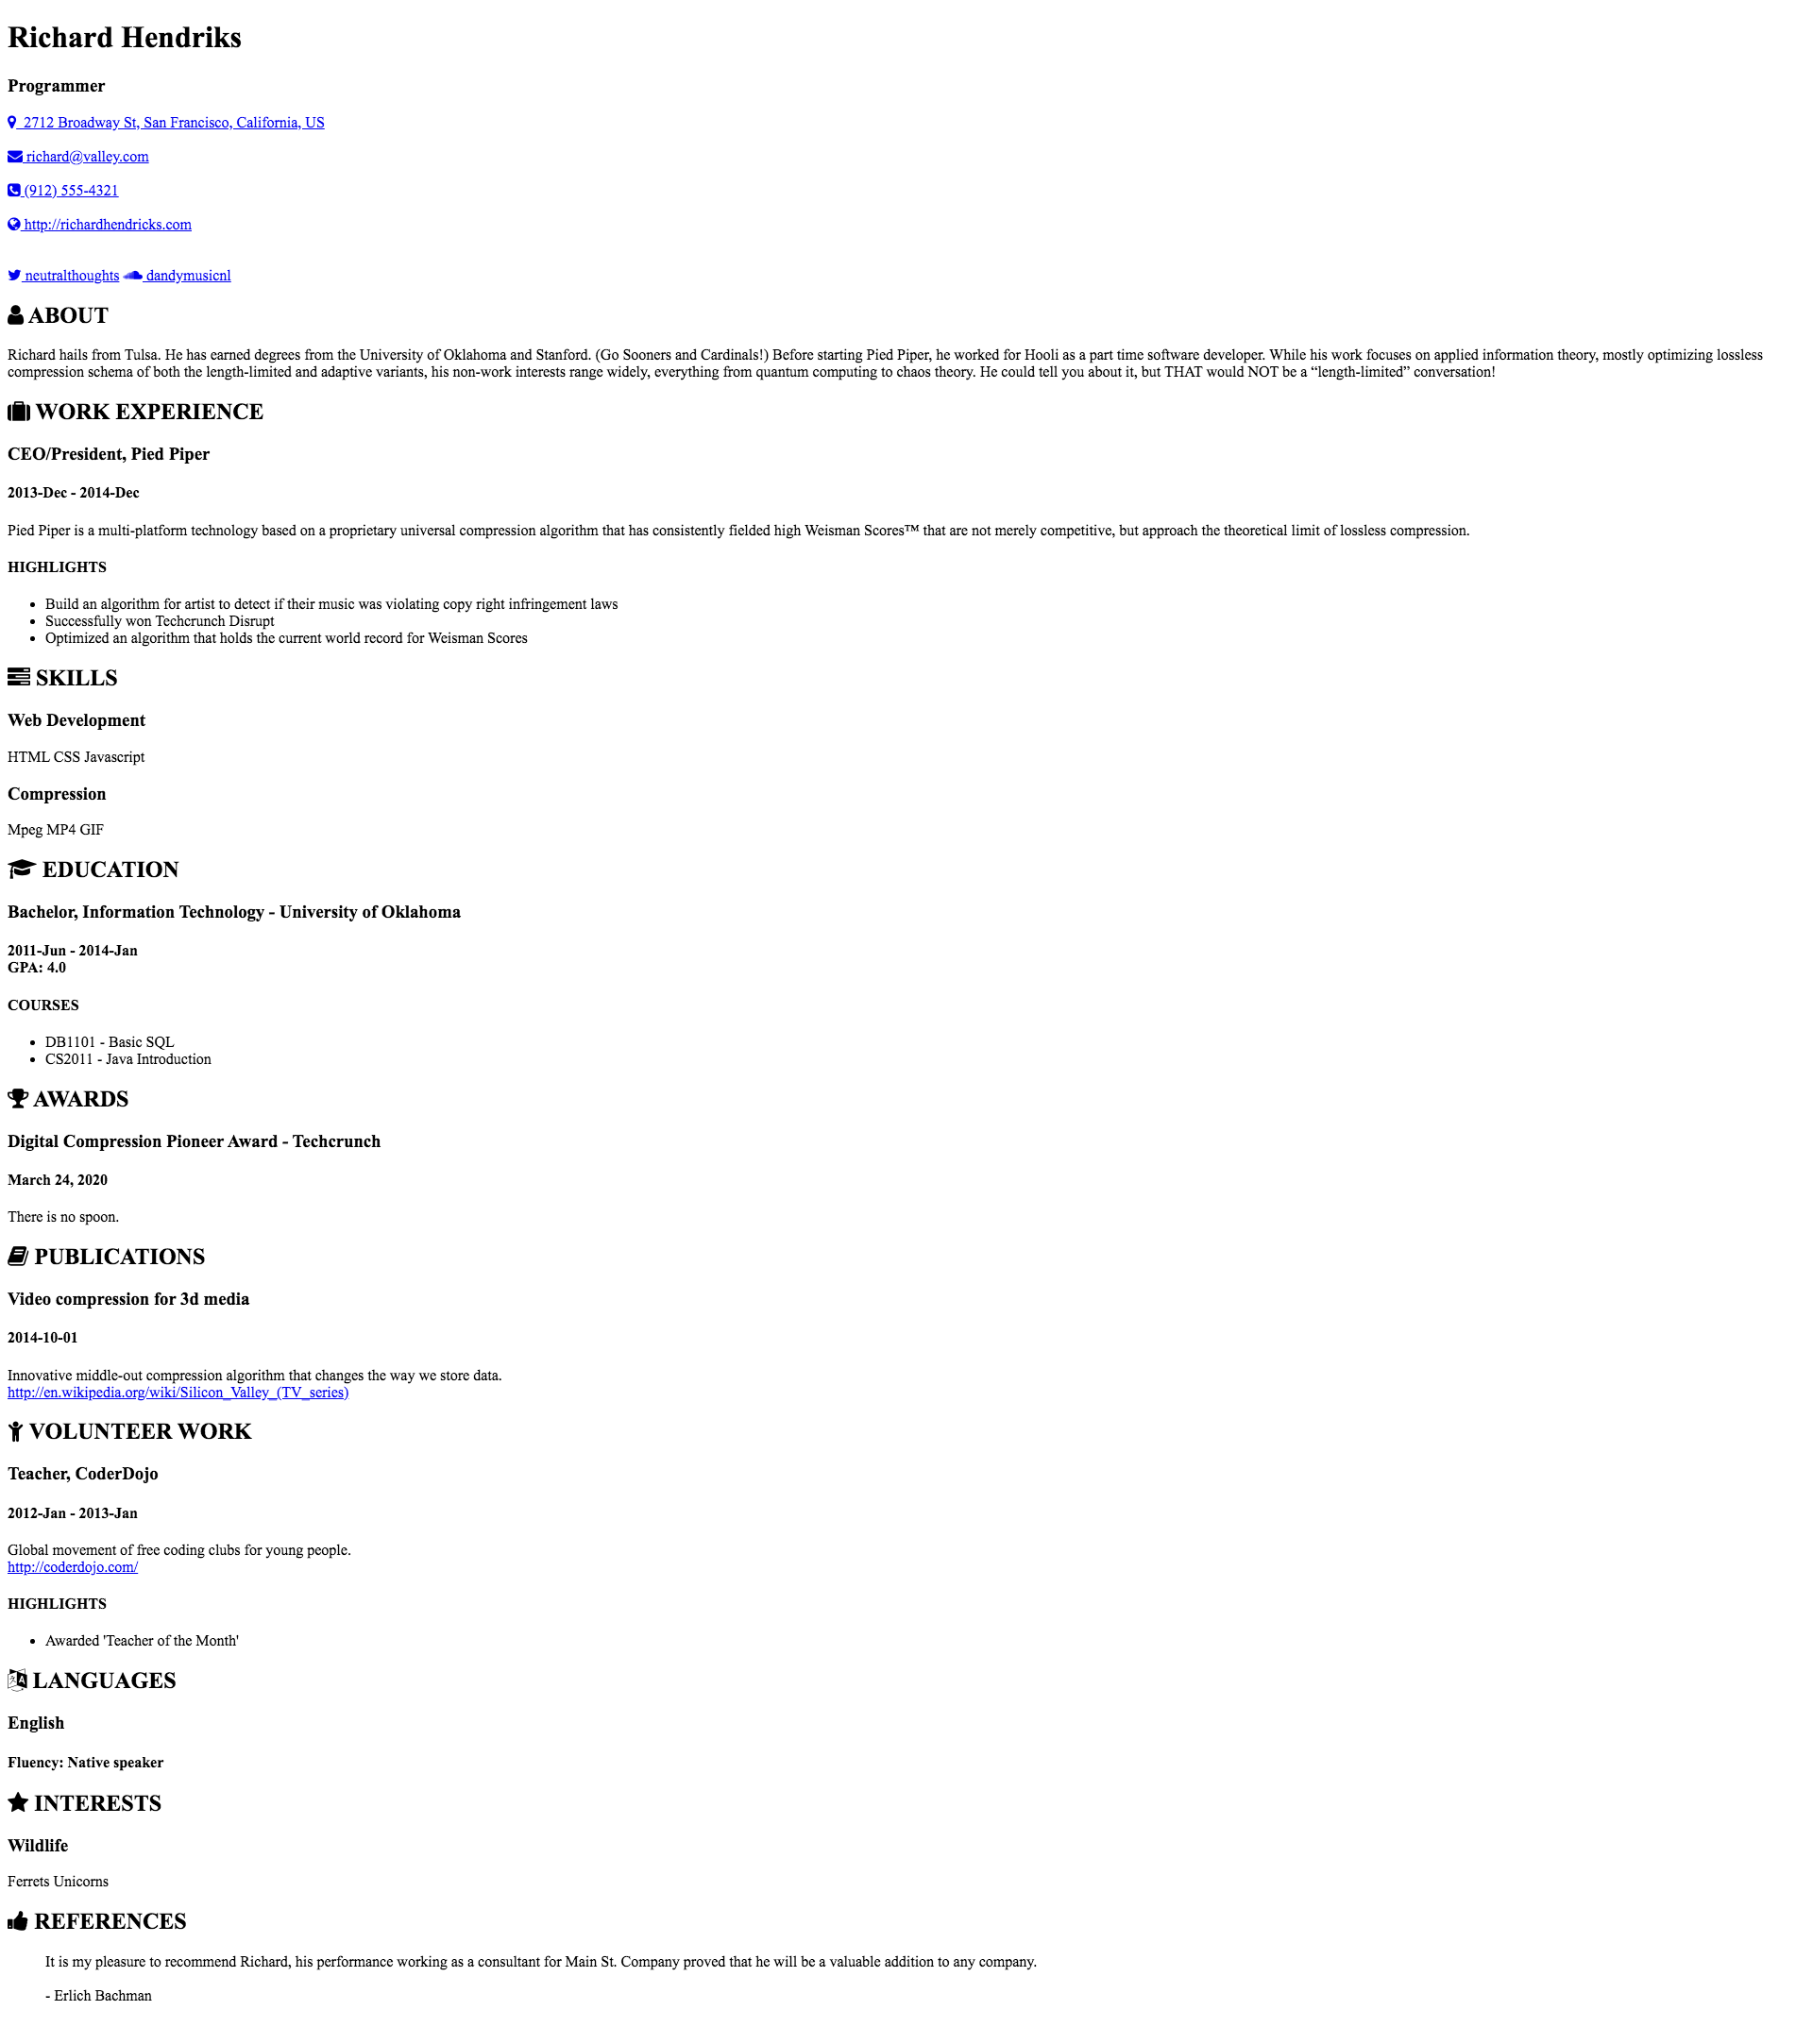 Richard Hendriks
Programmer
2712 Broadway St, San Francisco, California, US
richard@valley.com
(912) 555-4321
http://richardhendricks.com
neutralthoughts dandymusicnl
ABOUT
Richard hails from Tulsa. He has earned degrees from the University of Oklahoma and Stanford. (Go Sooners and Cardinals!) Before starting Pied Piper, he worked for Hooli as a part time software developer. While his work focuses on applied information theory, mostly optimizing lossless
compression schema of both the length-limited and adaptive variants, his non-work interests range widely, everything from quantum computing to chaos theory. He could tell you about it, but THAT would NOT be a “length-limited” conversation!
WORK EXPERIENCE
CEO/President, Pied Piper
2013-Dec - 2014-Dec
Pied Piper is a multi-platform technology based on a proprietary universal compression algorithm that has consistently fielded high Weisman Scores™ that are not merely competitive, but approach the theoretical limit of lossless compression.
HIGHLIGHTS
• Build an algorithm for artist to detect if their music was violating copy right infringement laws
• Successfully won Techcrunch Disrupt
• Optimized an algorithm that holds the current world record for Weisman Scores
SKILLS
Web Development
HTML CSS Javascript
Compression
Mpeg MP4 GIF
EDUCATION
Bachelor, Information Technology - University of Oklahoma
2011-Jun - 2014-Jan
GPA: 4.0
COURSES
• DB1101 - Basic SQL
• CS2011 - Java Introduction
AWARDS
Digital Compression Pioneer Award - Techcrunch
March 24, 2020
There is no spoon.
PUBLICATIONS
Video compression for 3d media
2014-10-01
Innovative middle-out compression algorithm that changes the way we store data.
http://en.wikipedia.org/wiki/Silicon_Valley_(TV_series)
VOLUNTEER WORK
Teacher, CoderDojo
2012-Jan - 2013-Jan
Global movement of free coding clubs for young people.
http://coderdojo.com/
HIGHLIGHTS
• Awarded 'Teacher of the Month'
LANGUAGES
English
Fluency: Native speaker
INTERESTS
Wildlife
Ferrets Unicorns
REFERENCES
It is my pleasure to recommend Richard, his performance working as a consultant for Main St. Company proved that he will be a valuable addition to any company.
- Erlich Bachman